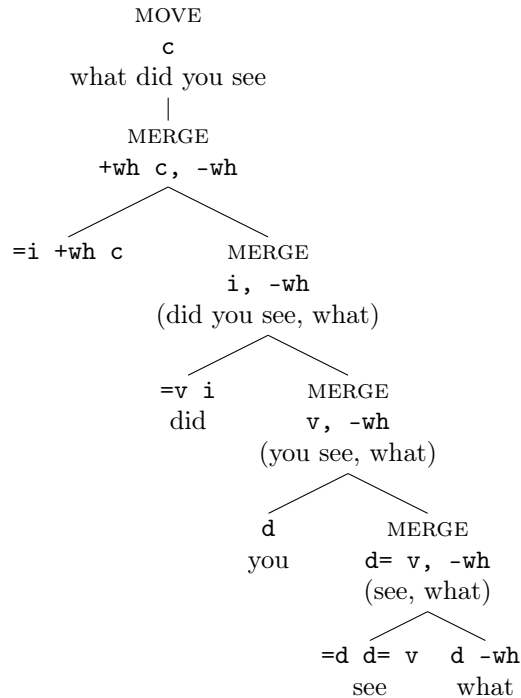 MOVE
c
what did you see
MERGE
+wh c, -wh
=i +wh c
MERGE
i, -wh
(did you see, what)
=v i
did
MERGE
v, -wh
(you see, what)
d
you
MERGE
d= v, -wh
(see, what)
=d d= v
see
d -wh
what